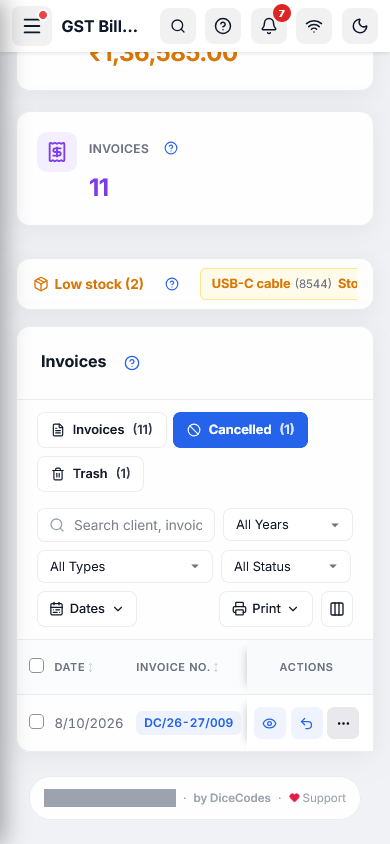 GST Bill...
7
₹1,36,585.00
INVOICES
11
Low stock (2)
USB-C cable (8544) Sto
Invoices
Invoices (11)
Cancelled (1)
Trash (1)
Search client, invoic
All Years
All Types
All Status
Dates
Print
DATE
INVOICE NO.
ACTIONS
8/10/2026
DC/26-27/009
· by DiceCodes · Support